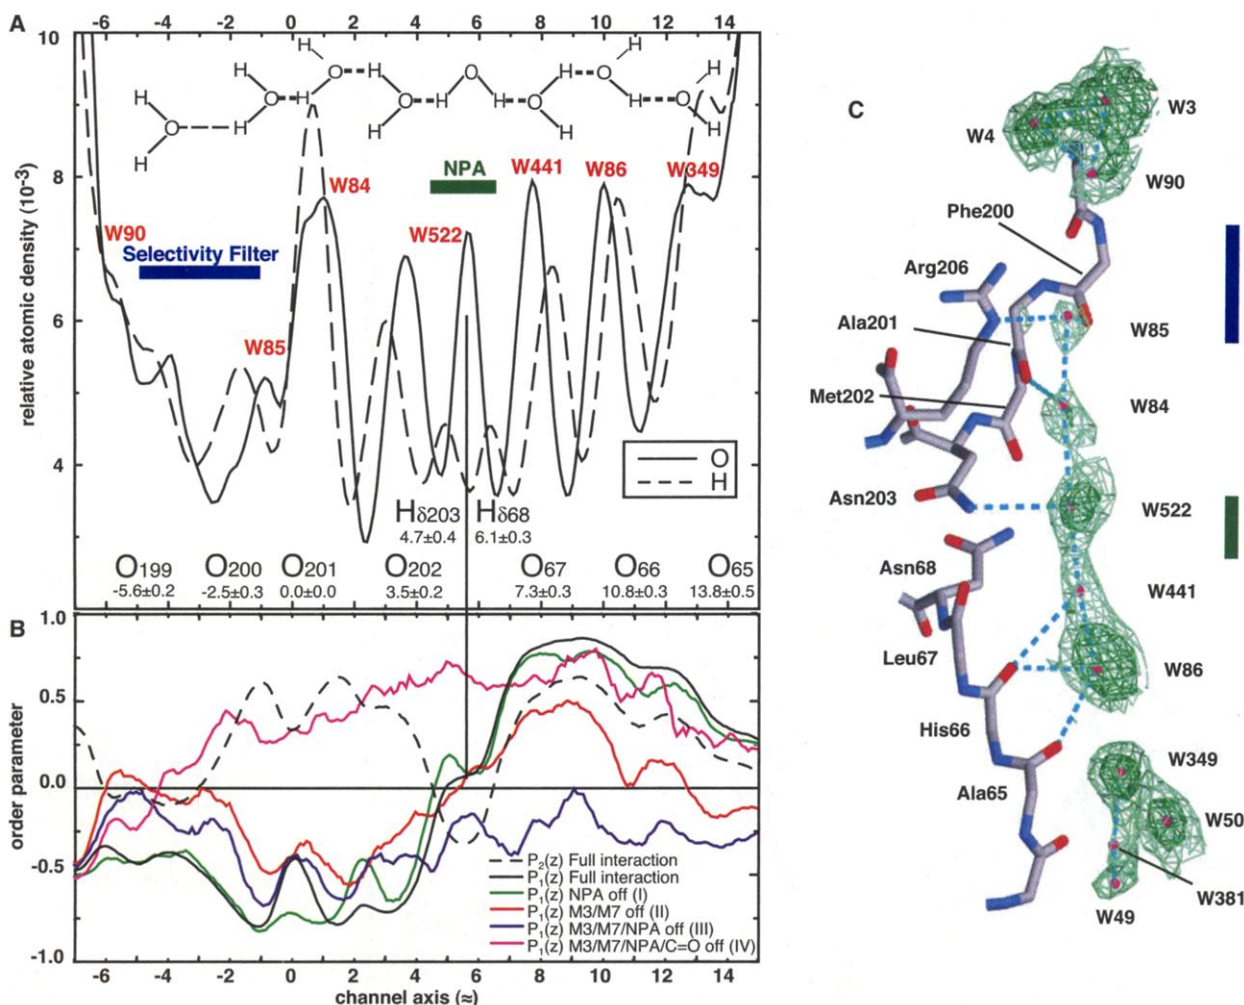 A
-6 -4 -2 0 2 4 6 8 10 12 14
10
8
6
4
relative atomic density (10⁻³)
H
H O H H O H H
H O O H H O H H O
O H H H O H O
H H H H
W90
Selectivity Filter
W85
W84
W522
NPA
W441
W86
W349
O
H
Hδ203 Hδ68
4.7±0.4 6.1±0.3
O199 O200 O201 O202 O67 O66 O65
-5.6±0.2 -2.5±0.3 0.0±0.0 3.5±0.2 7.3±0.3 10.8±0.3 13.8±0.5
B
1.0
0.5
0.0
-0.5
-1.0
order parameter
P₂(z) Full interaction
P₁(z) Full interaction
P₁(z) NPA off (I)
P₁(z) M3/M7 off (II)
P₁(z) M3/M7/NPA off (III)
P₁(z) M3/M7/NPA/C=O off (IV)
-6 -4 -2 0 2 4 6 8 10 12 14
channel axis (≈)
C
W3
W4
W90
Phe200
Arg206
Ala201
W85
Met202
W84
Asn203
W522
Asn68
W441
Leu67
W86
His66
W349
Ala65
W50
W381
W49